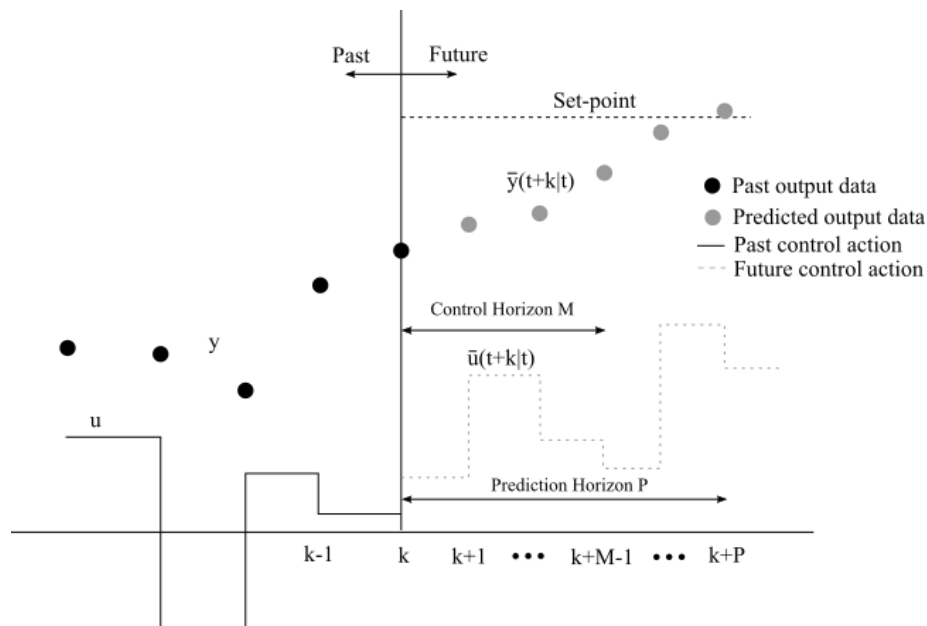 Past
Future
Set-point
ȳ(t+k|t)
Past output data
Predicted output data
Past control action
Future control action
Control Horizon M
y
ū(t+k|t)
u
Prediction Horizon P
k-1
k
k+1
•••
k+M-1
•••
k+P